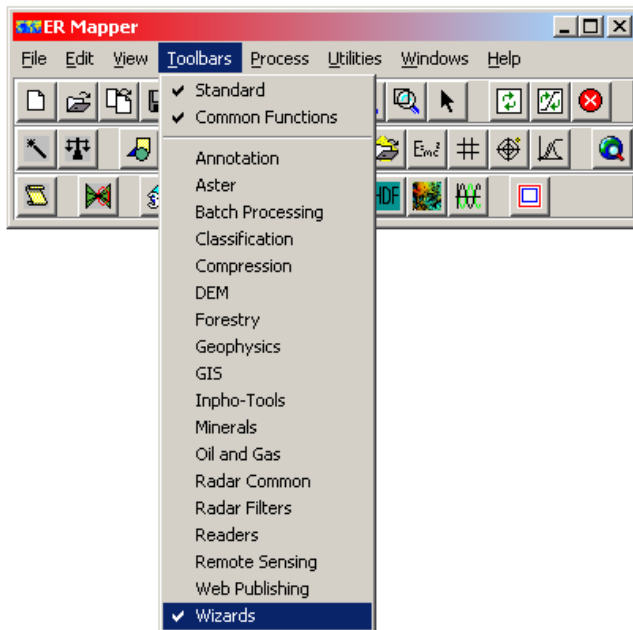 ER Mapper
File Edit View Toolbars Process Utilities Windows Help
Standard
Common Functions
Emc²
Annotation
Aster
Batch Processing
HDF
Classification
Compression
DEM
Forestry
Geophysics
GIS
Inpho-Tools
Minerals
Oil and Gas
Radar Common
Radar Filters
Readers
Remote Sensing
Web Publishing
Wizards